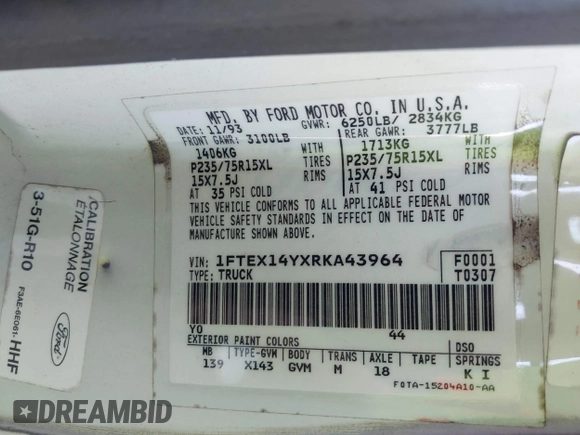 MFD. BY FORD MOTOR CO. IN U.S.A.
DATE: 11/93 GVWR: 6250LB/ 2834KG
FRONT GAWR: 3100LB REAR GAWR: 3777LB
1406KG WITH 1713KG WITH
P235/75R15XL TIRES P235/75R15XL TIRES
15X7.5J RIMS 15X7.5J RIMS
AT 35 PSI COLD AT 41 PSI COLD
THIS VEHICLE CONFORMS TO ALL APPLICABLE FEDERAL MOTOR
VEHICLE SAFETY STANDARDS IN EFFECT ON THE DATE OF
MANUFACTURE SHOWN ABOVE.
VIN: 1FTEX14YXRKA43964 F0001
TYPE: TRUCK T0307
YO 44
EXTERIOR PAINT COLORS DSO
WB TYPE-GVM BODY TRANS AXLE TAPE SPRINGS
139 X143 GVM M 18 K I
F0TA-15204A10-AA
CALIBRATION
ÉTALONNAGE
3-51G-R10
Ford
F3AE-6E061-HHF
DREAMBID